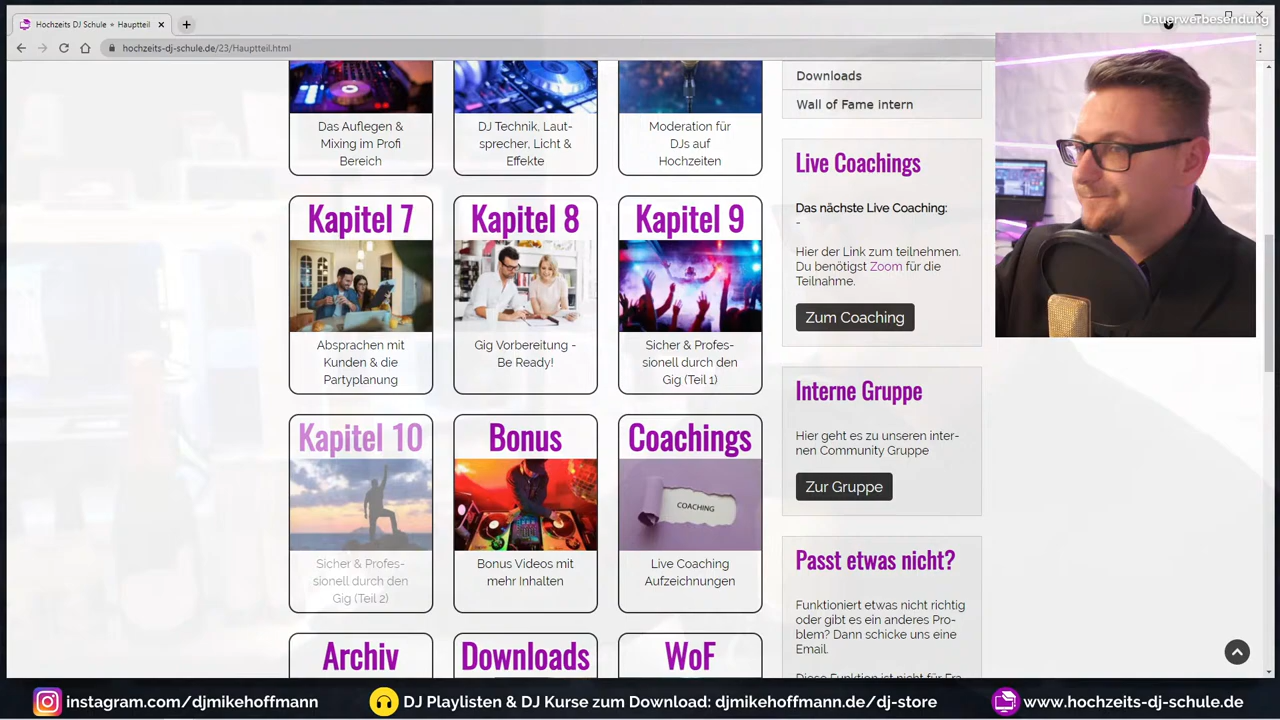 Dauerwerbesendung
Hochzeits DJ Schule ⭐ Hauptteil
hochzeits-dj-schule.de/23/Hauptteil.html
Das Auflegen &
Mixing im Profi
Bereich
DJ Technik, Laut-
sprecher, Licht &
Effekte
Moderation für
DJs auf
Hochzeiten
Kapitel 7
Absprachen mit
Kunden & die
Partyplanung
Kapitel 8
Gig Vorbereitung -
Be Ready!
Kapitel 9
Sicher & Profes-
sionell durch den
Gig (Teil 1)
Kapitel 10
Sicher & Profes-
sionell durch den
Gig (Teil 2)
Bonus
Bonus Videos mit
mehr Inhalten
Coachings
COACHING
Live Coaching
Aufzeichnungen
Archiv
Downloads
WoF
Downloads
Wall of Fame intern
Live Coachings
Das nächste Live Coaching:
-
Hier der Link zum teilnehmen.
Du benötigst Zoom für die
Teilnahme.
Zum Coaching
Interne Gruppe
Hier geht es zu unseren inter-
nen Community Gruppe
Zur Gruppe
Passt etwas nicht?
Funktioniert etwas nicht richtig
oder gibt es ein anderes Pro-
blem? Dann schicke uns eine
Email.
Diese Funktion ist nicht für Fra-
instagram.com/djmikehoffmann
DJ Playlisten & DJ Kurse zum Download: djmikehoffmann.de/dj-store
www.hochzeits-dj-schule.de